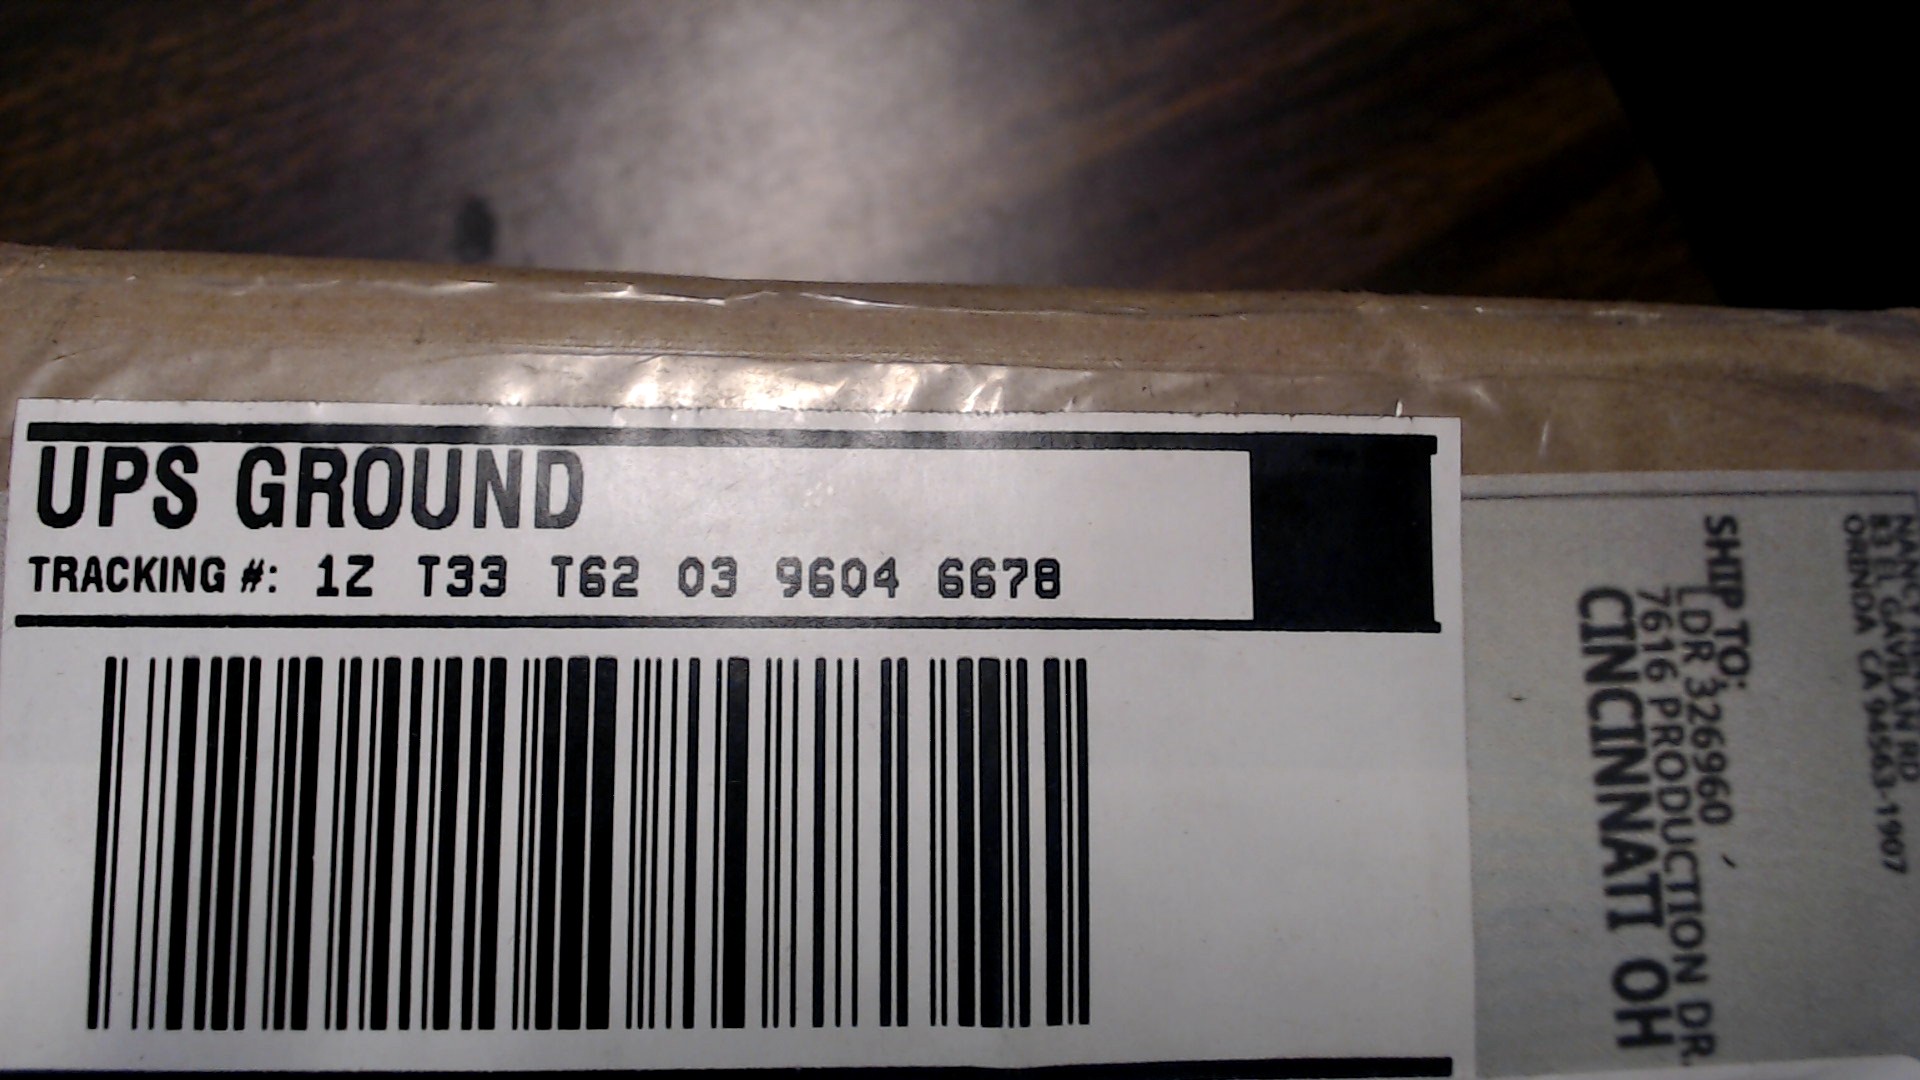 UPS GROUND
TRACKING #: 1Z T33 T62 03 9604 6678
NANCY
ORINDA CA 94563-1907
SHIP TO:
LDR 326960
7616 PRODUCTION DR.
CINCINNATI OH